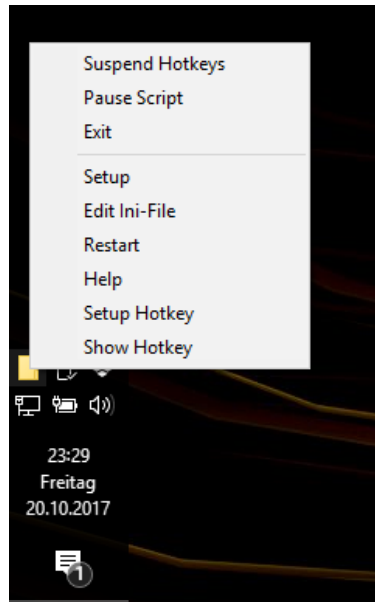 Suspend Hotkeys
Pause Script
Exit
Setup
Edit Ini-File
Restart
Help
Setup Hotkey
Show Hotkey
23:29
Freitag
20.10.2017
1